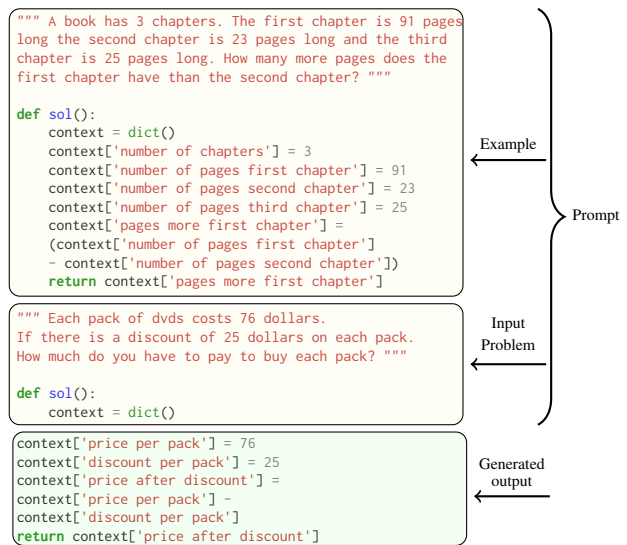 """ A book has 3 chapters. The first chapter is 91 pages
long the second chapter is 23 pages long and the third
chapter is 25 pages long. How many more pages does the
first chapter have than the second chapter? """
def sol():
    context = dict()
    context['number of chapters'] = 3
    context['number of pages first chapter'] = 91
    context['number of pages second chapter'] = 23
    context['number of pages third chapter'] = 25
    context['pages more first chapter'] =
    (context['number of pages first chapter']
    - context['number of pages second chapter'])
    return context['pages more first chapter']
Example
Prompt
""" Each pack of dvds costs 76 dollars.
If there is a discount of 25 dollars on each pack.
How much do you have to pay to buy each pack? """
def sol():
    context = dict()
Input
Problem
context['price per pack'] = 76
context['discount per pack'] = 25
context['price after discount'] =
context['price per pack'] -
context['discount per pack']
return context['price after discount']
Generated
output